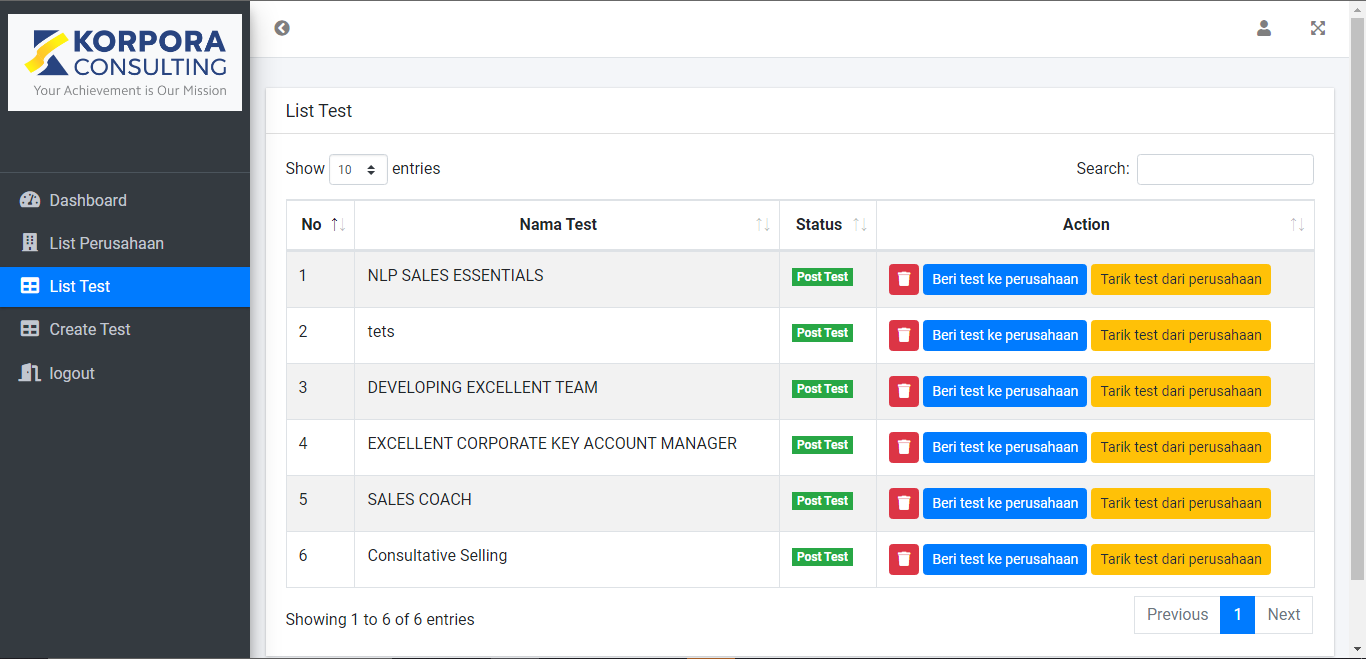 KORPORA
CONSULTING
Your Achievement is Our Mission
Dashboard
List Perusahaan
List Test
Create Test
logout
List Test
Show 10 entries
Search:
No Nama Test Status Action
1 NLP SALES ESSENTIALS Post Test Beri test ke perusahaan Tarik test dari perusahaan
2 tets Post Test Beri test ke perusahaan Tarik test dari perusahaan
3 DEVELOPING EXCELLENT TEAM Post Test Beri test ke perusahaan Tarik test dari perusahaan
4 EXCELLENT CORPORATE KEY ACCOUNT MANAGER Post Test Beri test ke perusahaan Tarik test dari perusahaan
5 SALES COACH Post Test Beri test ke perusahaan Tarik test dari perusahaan
6 Consultative Selling Post Test Beri test ke perusahaan Tarik test dari perusahaan
Showing 1 to 6 of 6 entries
Previous 1 Next